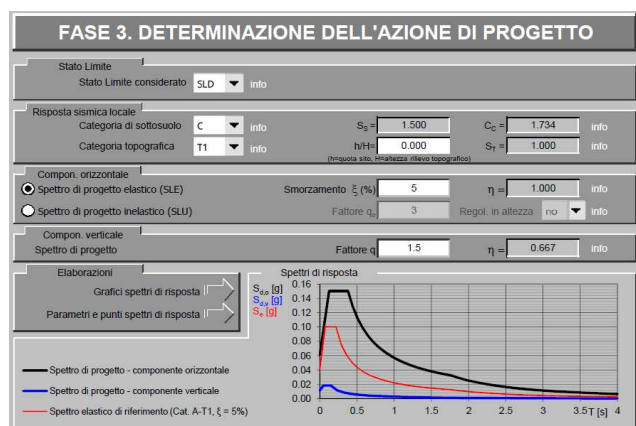 FASE 3. DETERMINAZIONE DELL'AZIONE DI PROGETTO
Stato Limite
Stato Limite considerato SLD info
Risposta sismica locale
Categoria di sottosuolo C info SS = 1.500 CC = 1.734 info
Categoria topografica T1 info h/H= 0.000 ST = 1.000 info
(h=quota sito, H=altezza rilievo topografico)
Compon. orizzontale
Spettro di progetto elastico (SLE) Smorzamento ξ (%) 5 η = 1.000 info
Spettro di progetto inelastico (SLU) Fattore qo 3 Regol. in altezza no info
Compon. verticale
Spettro di progetto Fattore q 1.5 η = 0.667 info
Elaborazioni
Grafici spettri di risposta
Parametri e punti spettri di risposta
Spettri di risposta
Sd,o [g]
Sd,v [g]
Se [g]
0.16
0.14
0.12
0.10
0.08
0.06
0.04
0.02
0.00
0 0.5 1 1.5 2 2.5 3 3.5 T [s] 4
Spettro di progetto - componente orizzontale
Spettro di progetto - componente verticale
Spettro elastico di riferimento (Cat. A-T1, ξ = 5%)